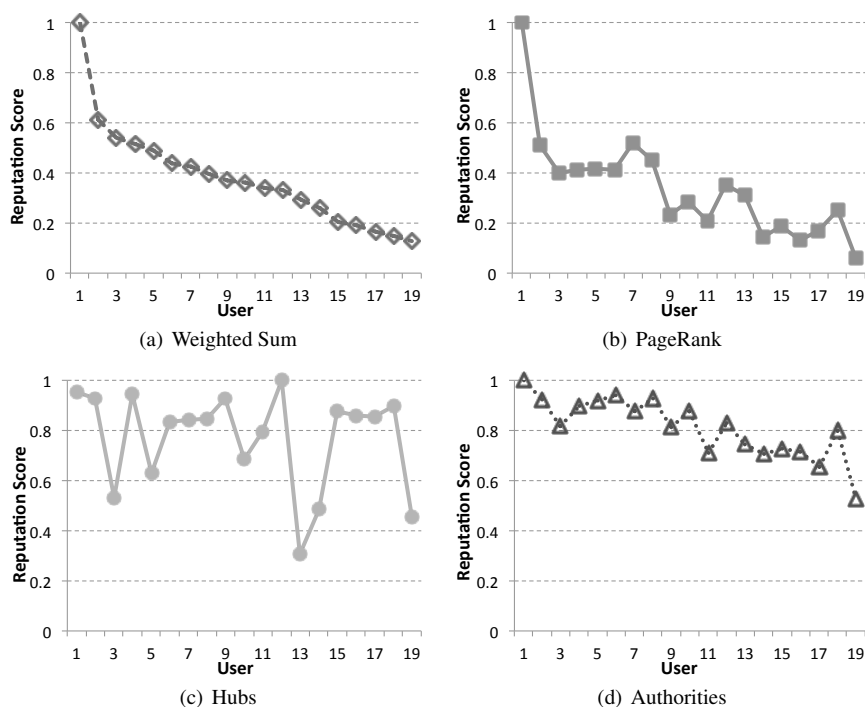 1
0.8
0.6
0.4
0.2
0
Reputation Score
1 3 5 7 9 11 13 15 17 19
User
(a) Weighted Sum
1
0.8
0.6
0.4
0.2
0
Reputation Score
1 3 5 7 9 11 13 15 17 19
User
(b) PageRank
1
0.8
0.6
0.4
0.2
0
Reputation Score
1 3 5 7 9 11 13 15 17 19
User
(c) Hubs
1
0.8
0.6
0.4
0.2
0
Reputation Score
1 3 5 7 9 11 13 15 17 19
User
(d) Authorities